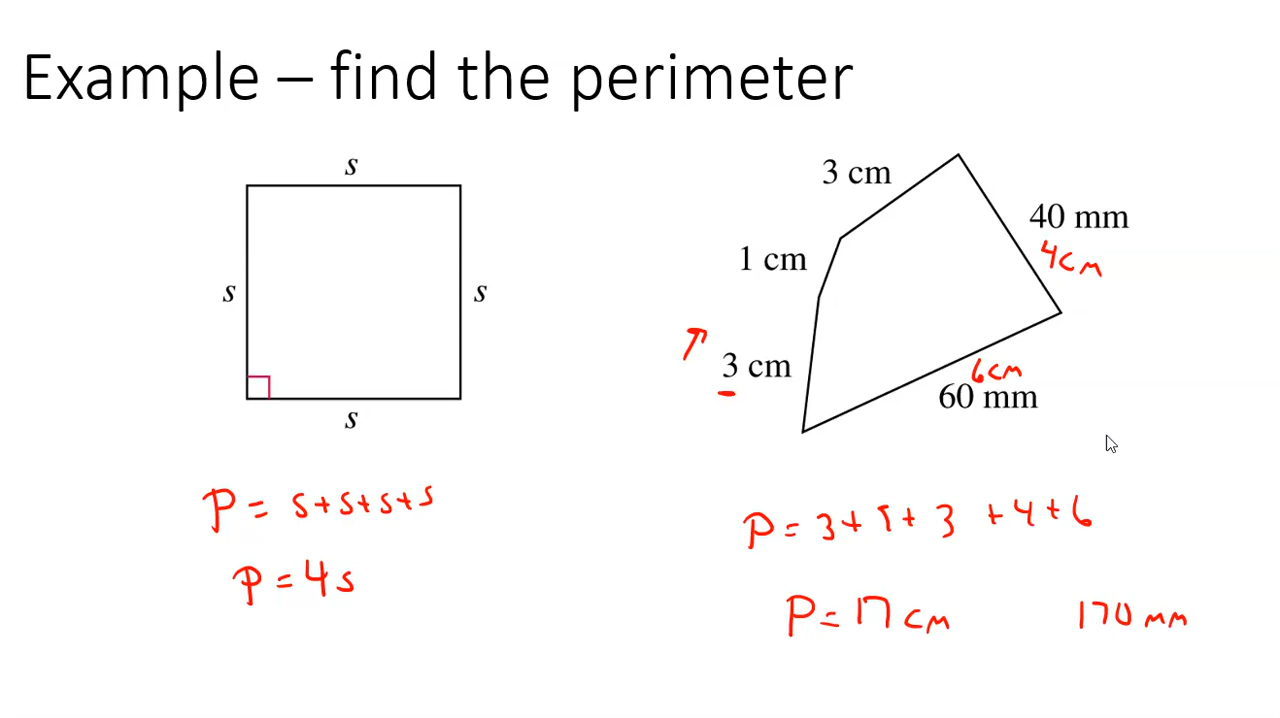 Example – find the perimeter
s
s
s
s
P = s+s+s+s
P = 4s
3 cm
40 mm
4cm
1 cm
3 cm
6cm
60 mm
P = 3 + 1 + 3 + 4 + 6
P = 17 cm
170 mm